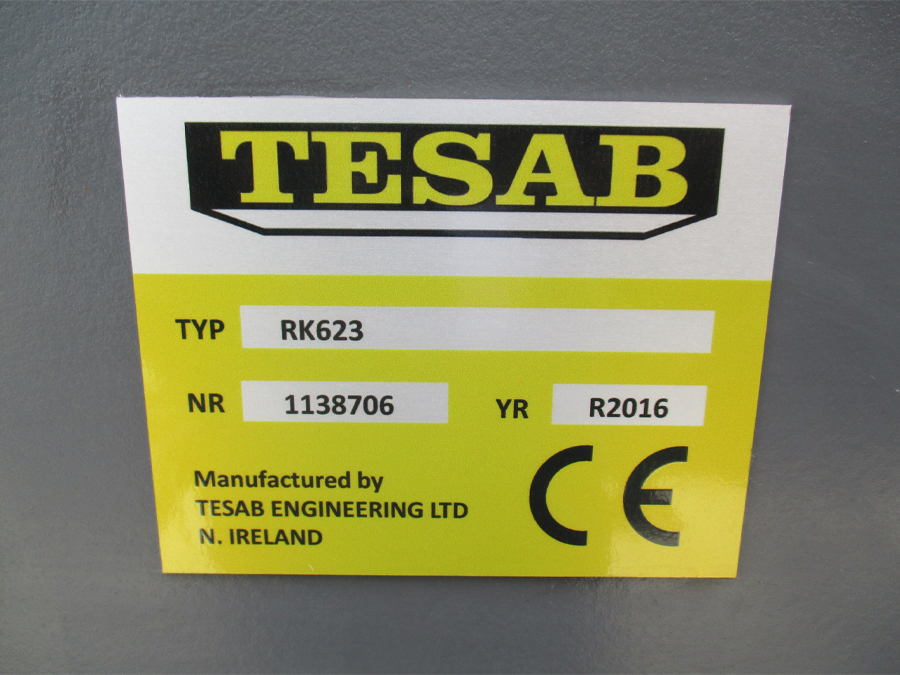 TESAB
TYP RK623
NR 1138706 YR R2016
Manufactured by
TESAB ENGINEERING LTD
N. IRELAND
CE